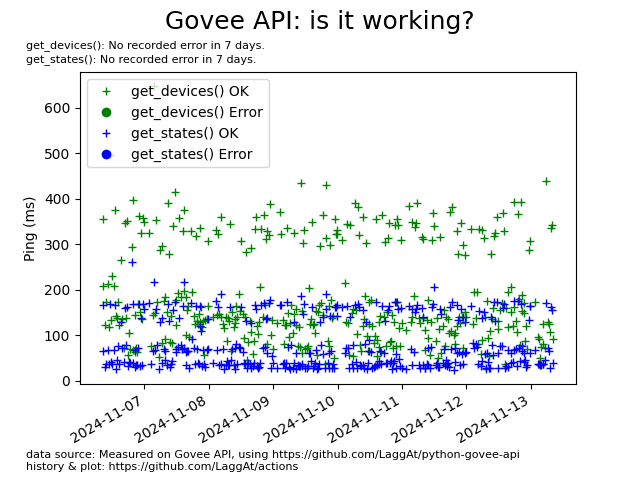 Govee API: is it working?
get_devices(): No recorded error in 7 days.
get_states(): No recorded error in 7 days.
get_devices() OK
get_devices() Error
get_states() OK
get_states() Error
Ping (ms)
600
500
400
300
200
100
0
2024-11-07
2024-11-08
2024-11-09
2024-11-10
2024-11-11
2024-11-12
2024-11-13
data source: Measured on Govee API, using https://github.com/LaggAt/python-govee-api
history & plot: https://github.com/LaggAt/actions